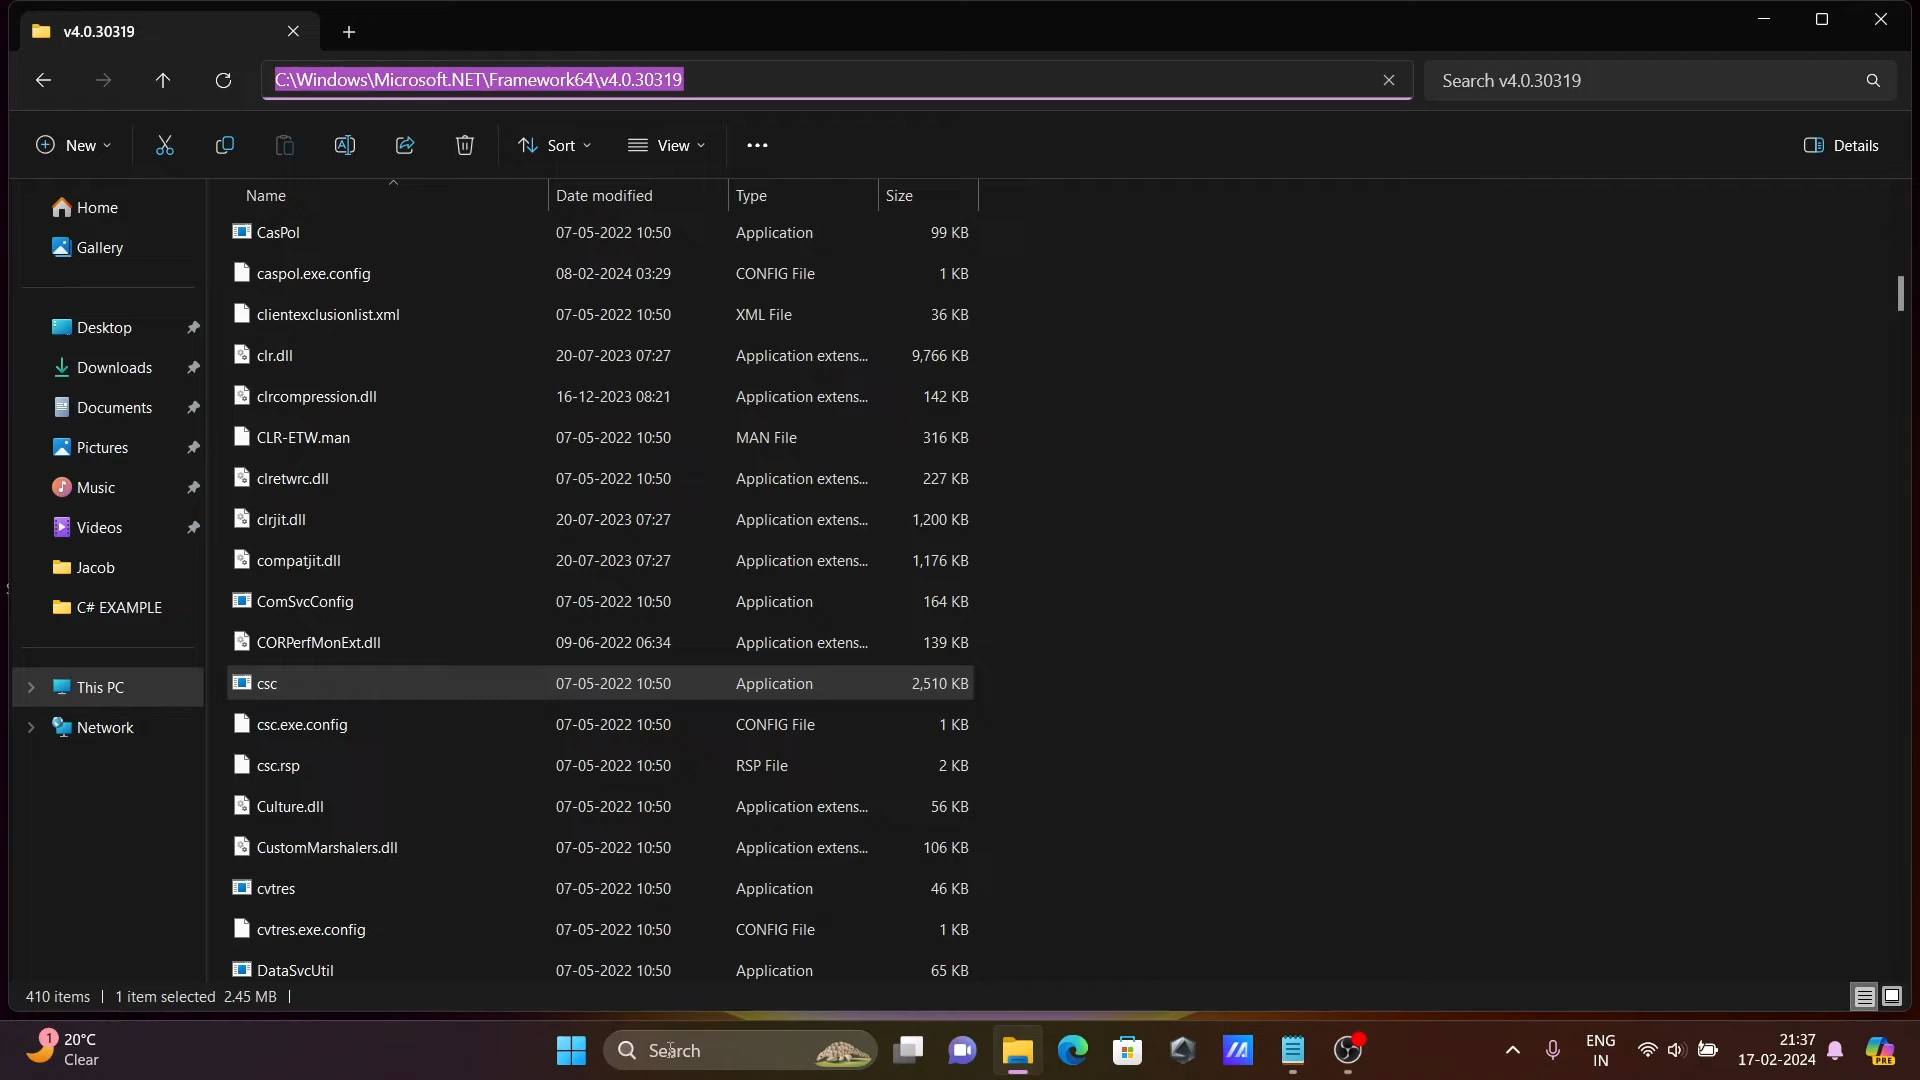 v4.0.30319
C:\Windows\Microsoft.NET\Framework64\v4.0.30319
Search v4.0.30319
New
Sort
View
Details
Home
Gallery
Desktop
Downloads
Documents
Pictures
Music
Videos
Jacob
C# EXAMPLE
This PC
Network
Name Date modified Type Size
CasPol 07-05-2022 10:50 Application 99 KB
caspol.exe.config 08-02-2024 03:29 CONFIG File 1 KB
clientexclusionlist.xml 07-05-2022 10:50 XML File 36 KB
clr.dll 20-07-2023 07:27 Application extens... 9,766 KB
clrcompression.dll 16-12-2023 08:21 Application extens... 142 KB
CLR-ETW.man 07-05-2022 10:50 MAN File 316 KB
clretwrc.dll 07-05-2022 10:50 Application extens... 227 KB
clrjit.dll 20-07-2023 07:27 Application extens... 1,200 KB
compatjit.dll 20-07-2023 07:27 Application extens... 1,176 KB
ComSvcConfig 07-05-2022 10:50 Application 164 KB
CORPerfMonExt.dll 09-06-2022 06:34 Application extens... 139 KB
csc 07-05-2022 10:50 Application 2,510 KB
csc.exe.config 07-05-2022 10:50 CONFIG File 1 KB
csc.rsp 07-05-2022 10:50 RSP File 2 KB
Culture.dll 07-05-2022 10:50 Application extens... 56 KB
CustomMarshalers.dll 07-05-2022 10:50 Application extens... 106 KB
cvtres 07-05-2022 10:50 Application 46 KB
cvtres.exe.config 07-05-2022 10:50 CONFIG File 1 KB
DataSvcUtil 07-05-2022 10:50 Application 65 KB
410 items 1 item selected 2.45 MB
1
20°C
Clear
Search
ENG
IN
21:37
17-02-2024
PRE